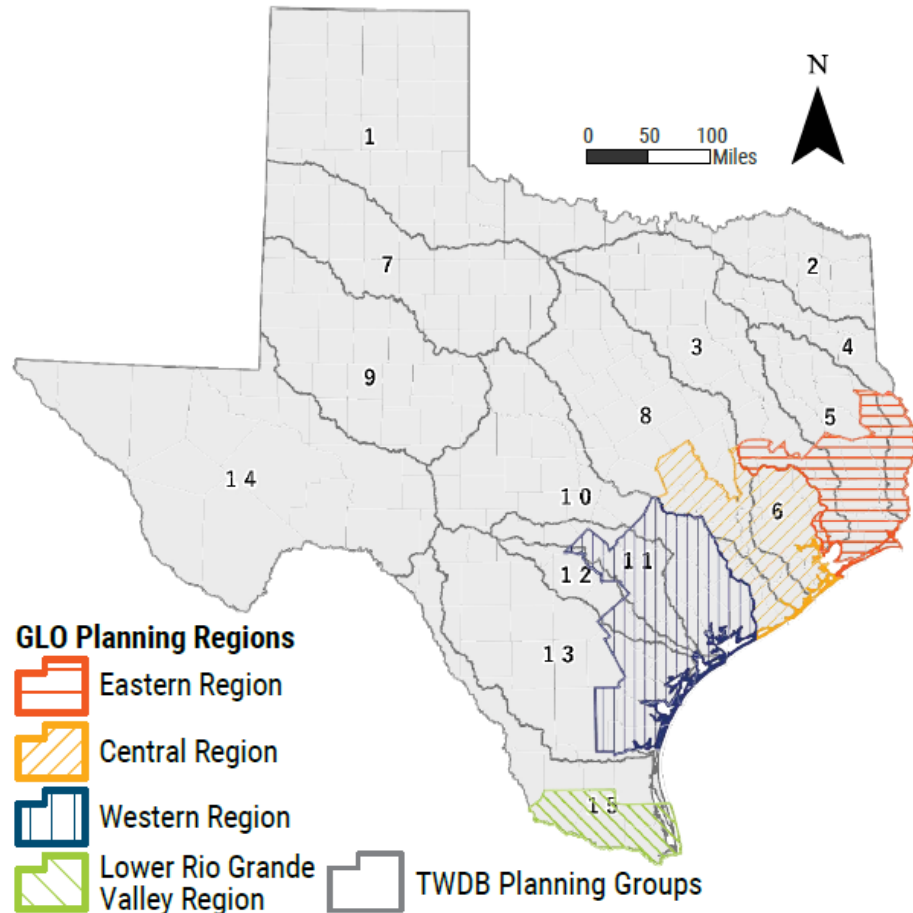 N
0 50 100
Miles
1
2
7
3
4
9
5
8
14
10
6
11
12
13
15
GLO Planning Regions
Eastern Region
Central Region
Western Region
Lower Rio Grande
Valley Region
TWDB Planning Groups